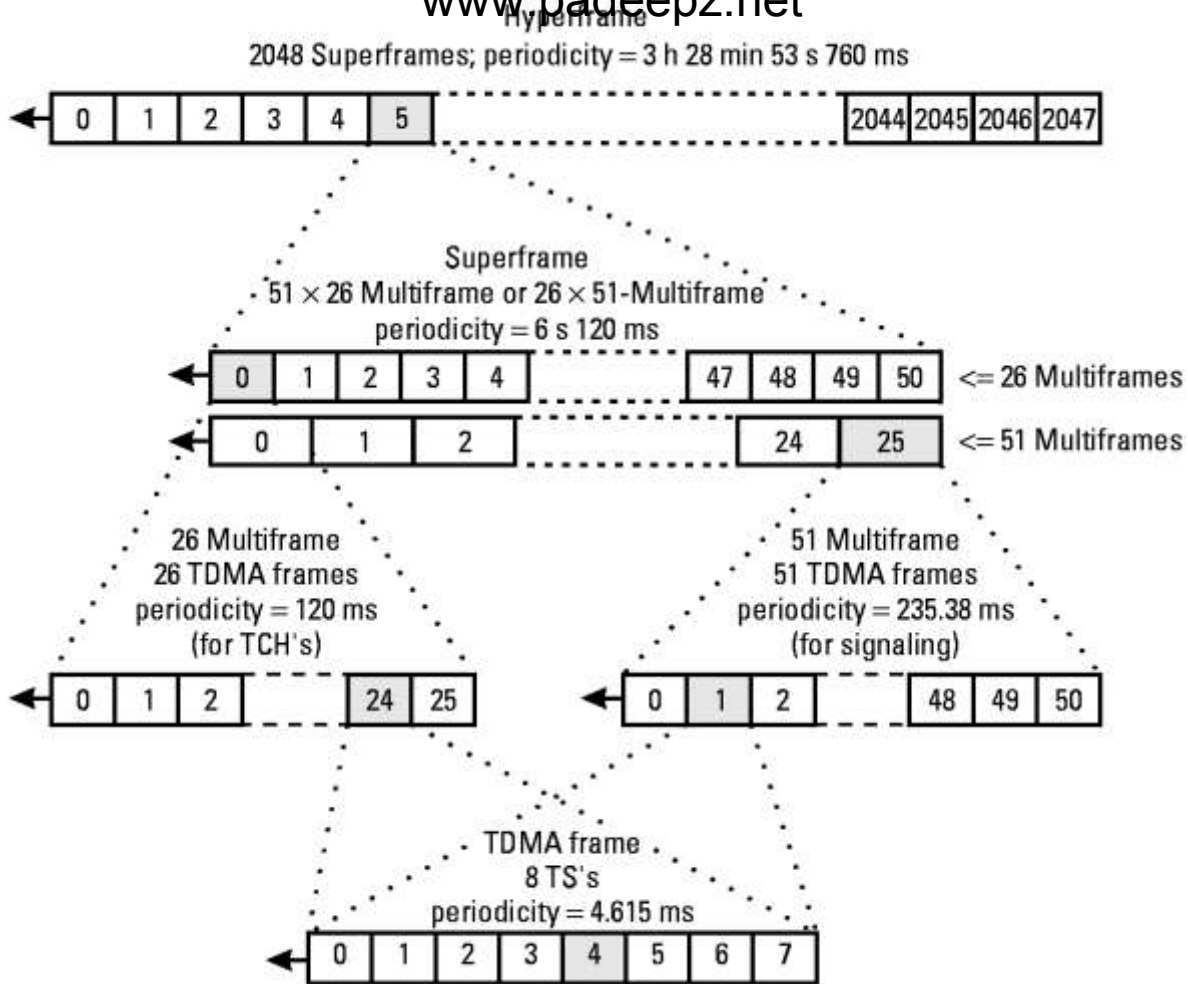 www.padeepz.net
Hyperframe
2048 Superframes; periodicity = 3 h 28 min 53 s 760 ms
0 1 2 3 4 5 2044 2045 2046 2047
Superframe
51 × 26 Multiframe or 26 × 51-Multiframe
periodicity = 6 s 120 ms
0 1 2 3 4 47 48 49 50 <= 26 Multiframes
0 1 2 24 25 <= 51 Multiframes
26 Multiframe
26 TDMA frames
periodicity = 120 ms
(for TCH's)
51 Multiframe
51 TDMA frames
periodicity = 235.38 ms
(for signaling)
0 1 2 24 25
0 1 2 48 49 50
TDMA frame
8 TS's
periodicity = 4.615 ms
0 1 2 3 4 5 6 7